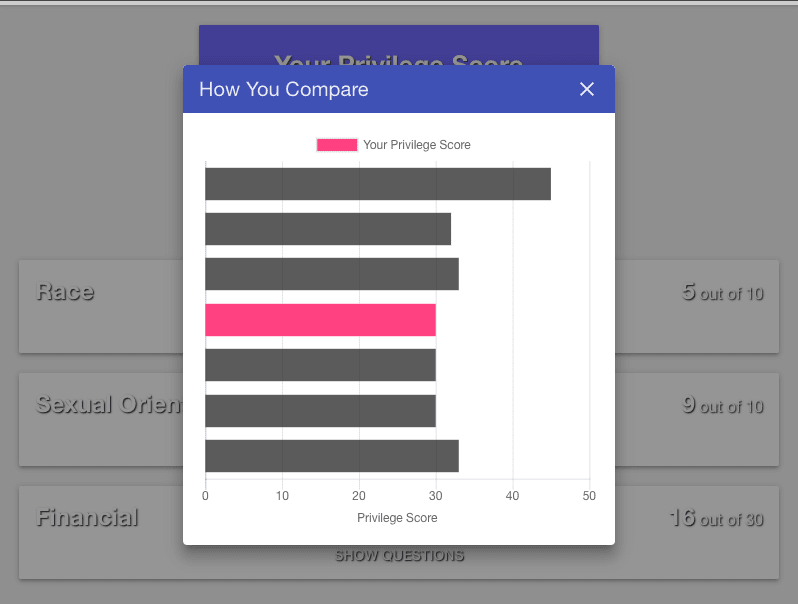 Your Privilege Score
How You Compare
Your Privilege Score
0 10 20 30 40 50
Privilege Score
Race
5 out of 10
Sexual Orien
9 out of 10
Financial
16 out of 30
SHOW QUESTIONS